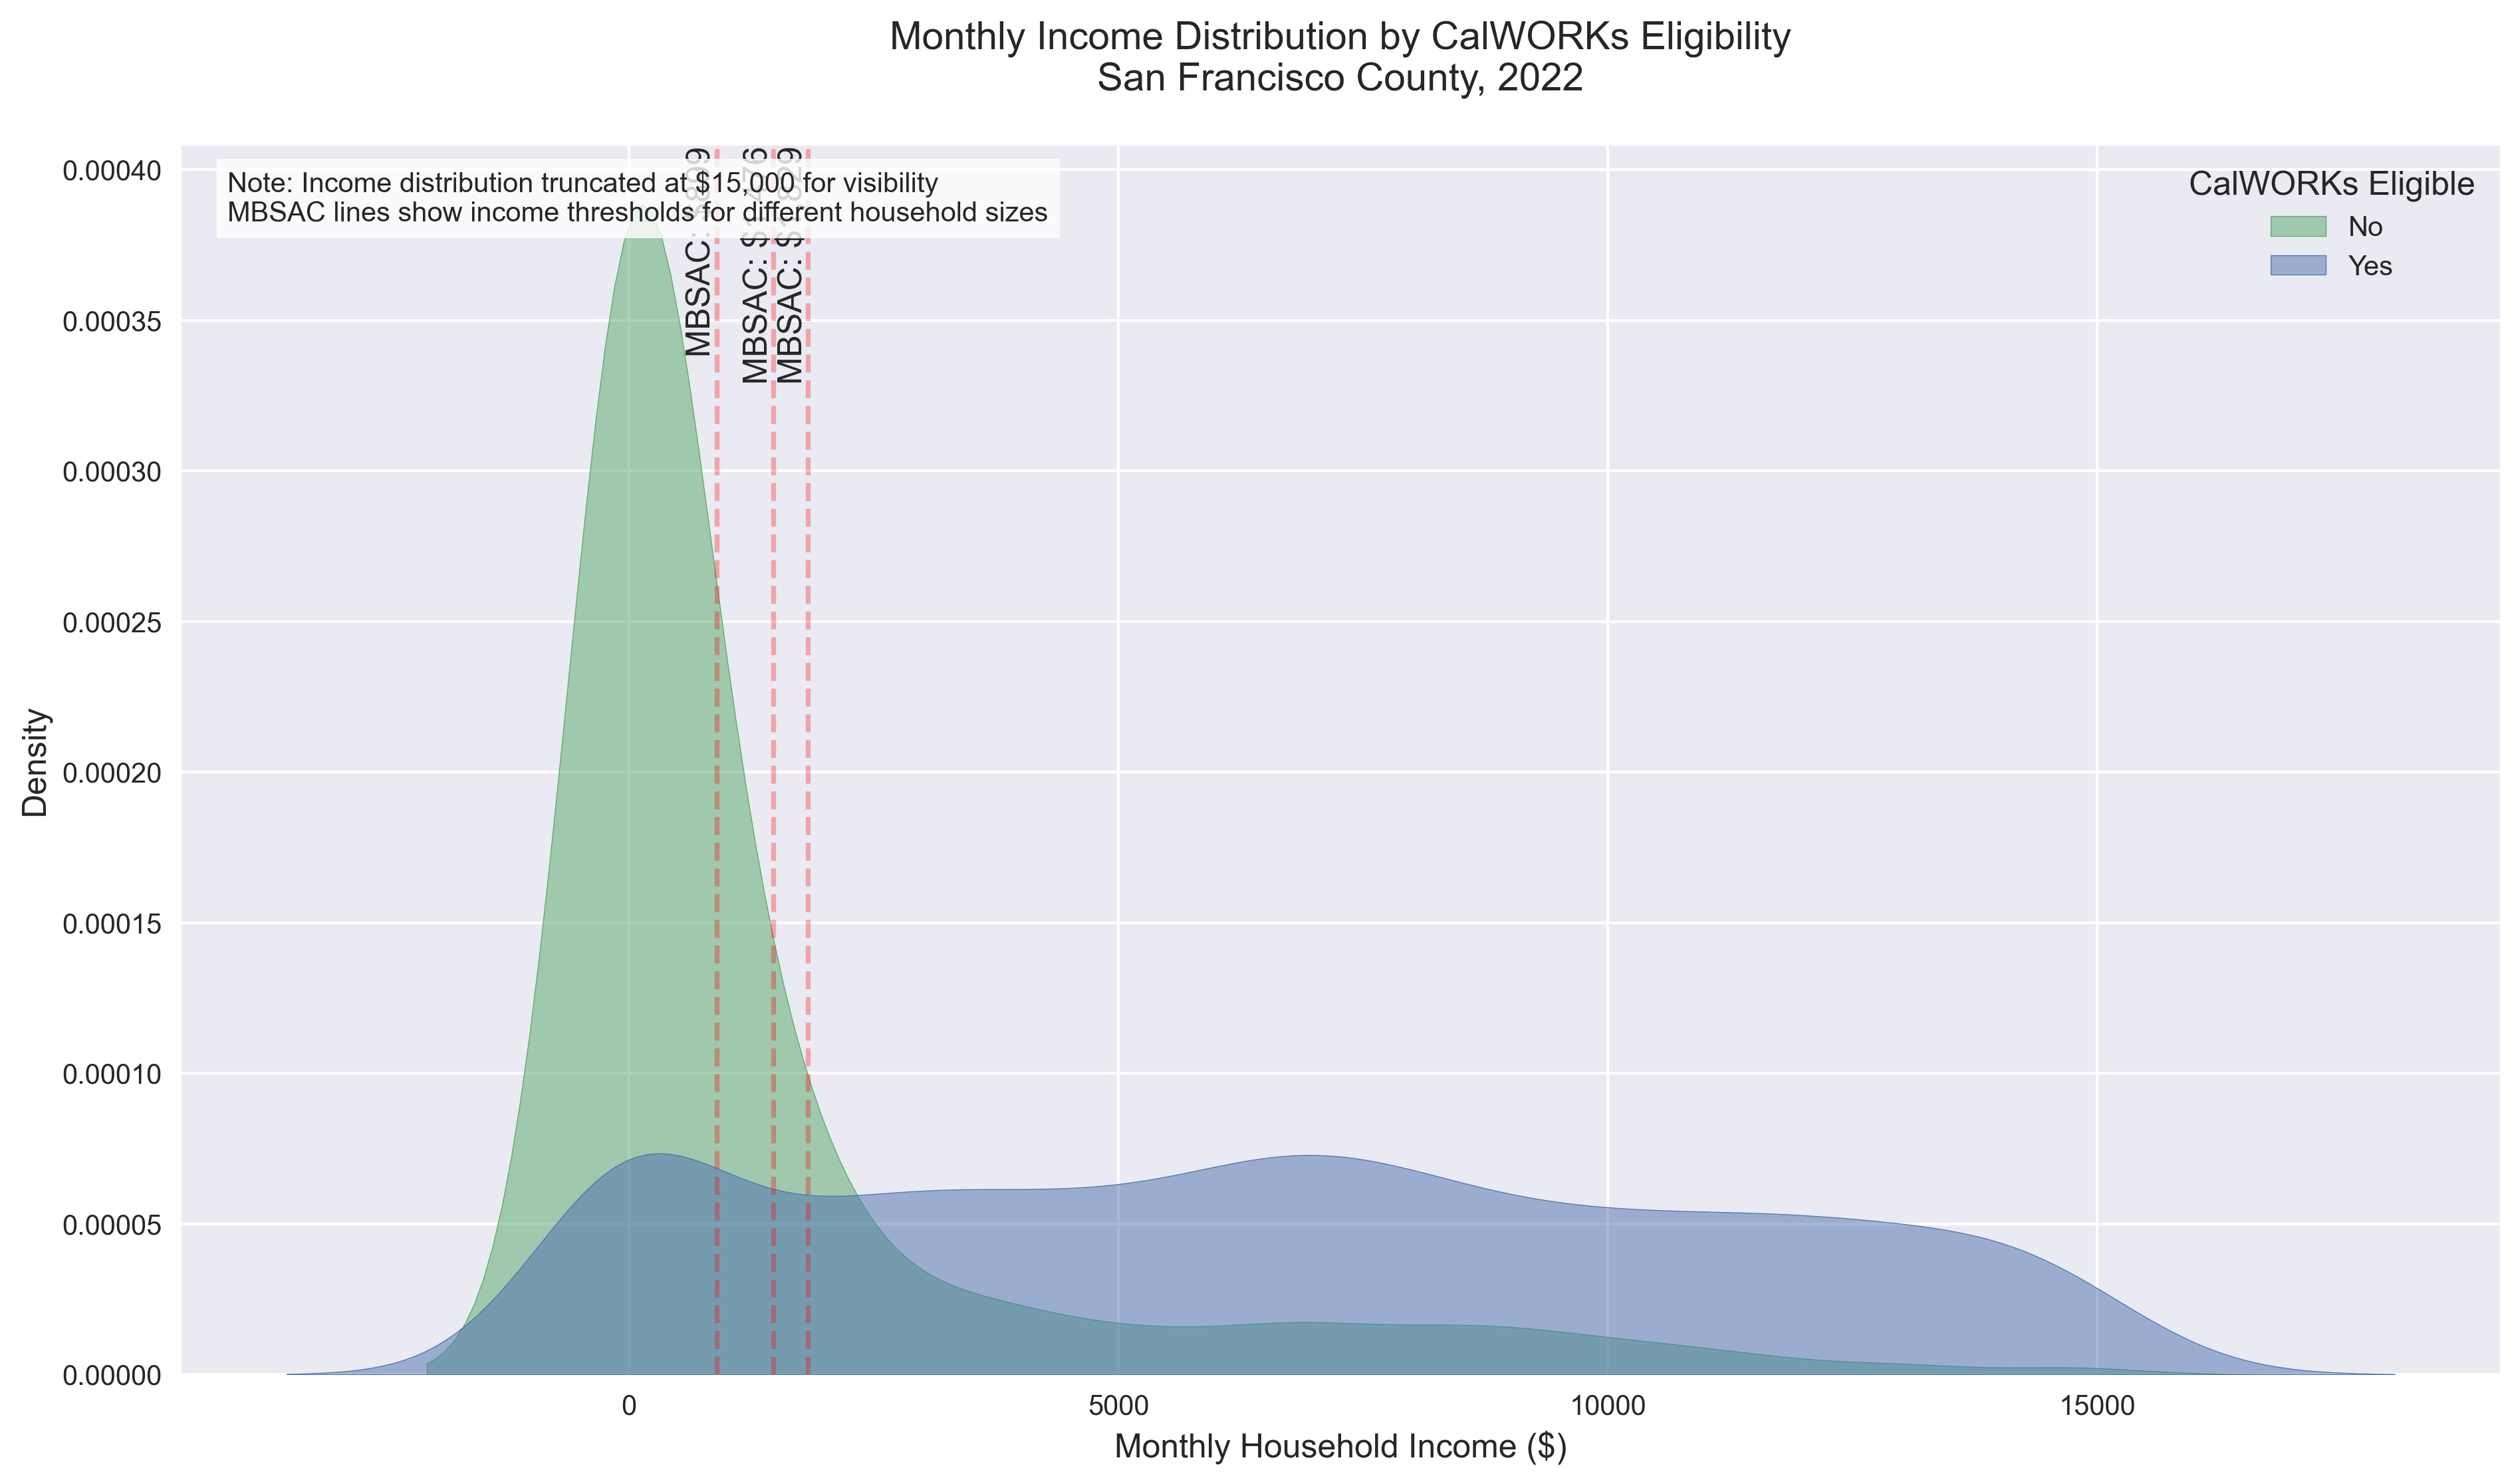 Monthly Income Distribution by CalWORKs Eligibility
San Francisco County, 2022
0.00040
0.00035
0.00030
0.00025
0.00020
0.00015
0.00010
0.00005
0.00000
Density
Note: Income distribution truncated at $15,000 for visibility
MBSAC lines show income thresholds for different household sizes
MBSAC:
MBSAC:
MBSAC:
CalWORKs Eligible
No
Yes
0
5000
10000
15000
Monthly Household Income ($)